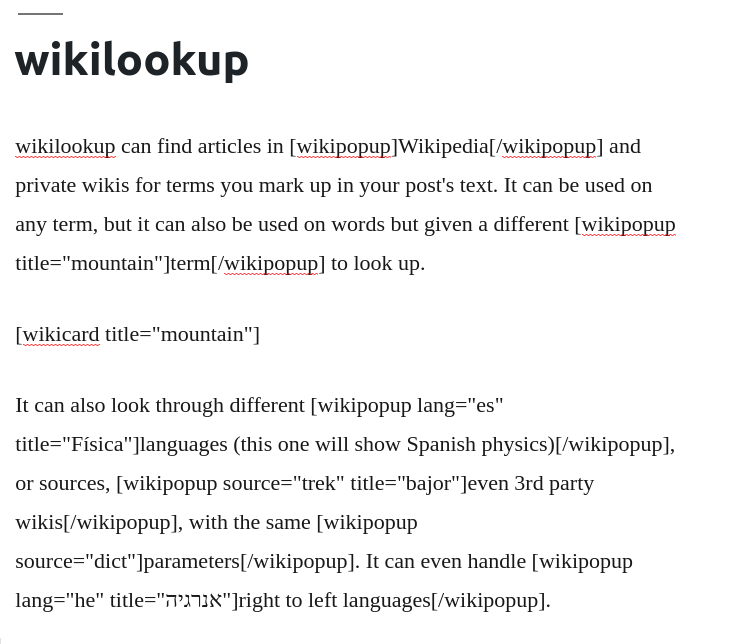 wikilookup
wikilookup can find articles in [wikipopup]Wikipedia[/wikipopup] and
private wikis for terms you mark up in your post's text. It can be used on
any term, but it can also be used on words but given a different [wikipopup
title="mountain"]term[/wikipopup] to look up.
[wikicard title="mountain"]
It can also look through different [wikipopup lang="es"
title="Física"]languages (this one will show Spanish physics)[/wikipopup],
or sources, [wikipopup source="trek" title="bajor"]even 3rd party
wikis[/wikipopup], with the same [wikipopup
source="dict"]parameters[/wikipopup]. It can even handle [wikipopup
lang="he" title="אנרגיה"]right to left languages[/wikipopup].